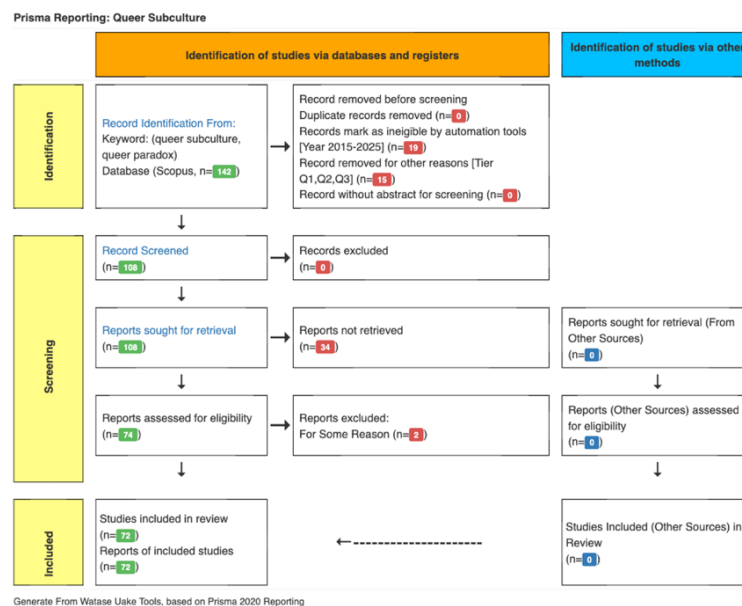 Prisma Reporting: Queer Subculture
Identification of studies via databases and registers
Identification of studies via other
methods
Identification
Record Identification From:
Keyword: (queer subculture,
queer paradox)
Database (Scopus, n= 142 )
Record removed before screening
Duplicate records removed (n= 0 )
Records mark as ineigible by automation tools
[Year 2015-2025] (n= 19 )
Record removed for other reasons [Tier
Q1,Q2,Q3] (n= 15 )
Record without abstract for screening (n= 0 )
Screening
Record Screened
(n= 108 )
Records excluded
(n= 0 )
Reports sought for retrieval
(n= 108 )
Reports not retrieved
(n= 34 )
Reports sought for retrieval (From
Other Sources)
(n= 0 )
Reports assessed for eligibility
(n= 74 )
Reports excluded:
For Some Reason (n= 2 )
Reports (Other Sources) assessed
for eligibility
(n= 0 )
Included
Studies included in review
(n= 72 )
Reports of included studies
(n= 72 )
Studies Included (Other Sources) in
Review
(n= 0 )
Generate From Watase Uake Tools, based on Prisma 2020 Reporting